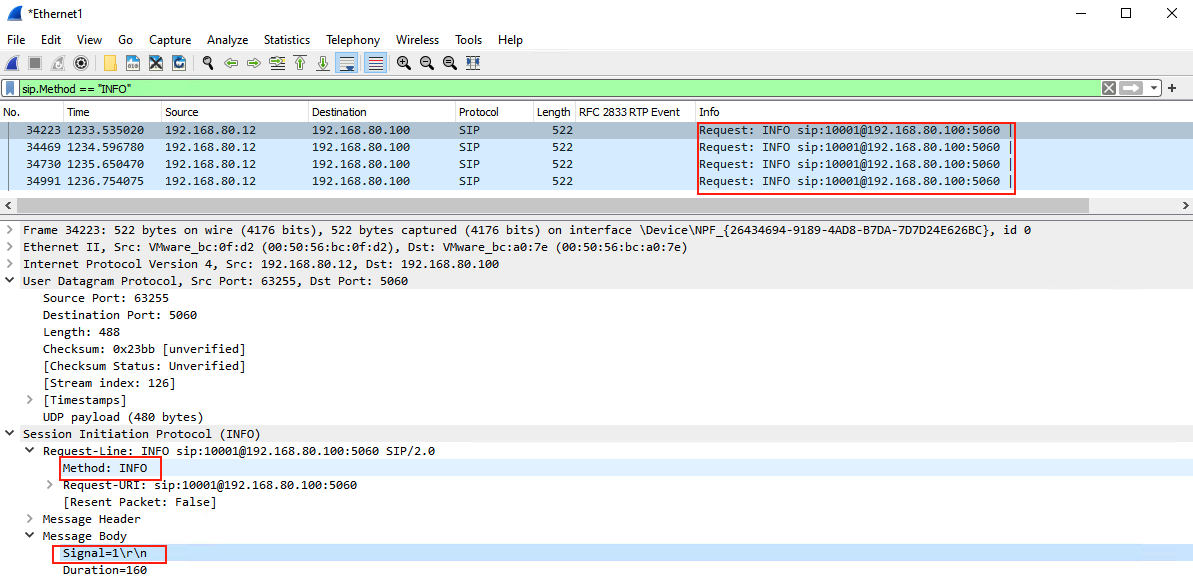 *Ethernet1
File Edit View Go Capture Analyze Statistics Telephony Wireless Tools Help
sip.Method == "INFO"
No. Time Source Destination Protocol Length RFC 2833 RTP Event Info
34223 1233.535020 192.168.80.12 192.168.80.100 SIP 522 Request: INFO sip:10001@192.168.80.100:5060 |
34469 1234.596780 192.168.80.12 192.168.80.100 SIP 522 Request: INFO sip:10001@192.168.80.100:5060 |
34730 1235.650470 192.168.80.12 192.168.80.100 SIP 522 Request: INFO sip:10001@192.168.80.100:5060 |
34991 1236.754075 192.168.80.12 192.168.80.100 SIP 522 Request: INFO sip:10001@192.168.80.100:5060 |
Frame 34223: 522 bytes on wire (4176 bits), 522 bytes captured (4176 bits) on interface \Device\NPF_{26434694-9189-4AD8-B7DA-7D7D24E626BC}, id 0
Ethernet II, Src: VMware_bc:0f:d2 (00:50:56:bc:0f:d2), Dst: VMware_bc:a0:7e (00:50:56:bc:a0:7e)
Internet Protocol Version 4, Src: 192.168.80.12, Dst: 192.168.80.100
User Datagram Protocol, Src Port: 63255, Dst Port: 5060
Source Port: 63255
Destination Port: 5060
Length: 488
Checksum: 0x23bb [unverified]
[Checksum Status: Unverified]
[Stream index: 126]
[Timestamps]
UDP payload (480 bytes)
Session Initiation Protocol (INFO)
Request-Line: INFO sip:10001@192.168.80.100:5060 SIP/2.0
Method: INFO
Request-URI: sip:10001@192.168.80.100:5060
[Resent Packet: False]
Message Header
Message Body
Signal=1\r\n
Duration=160